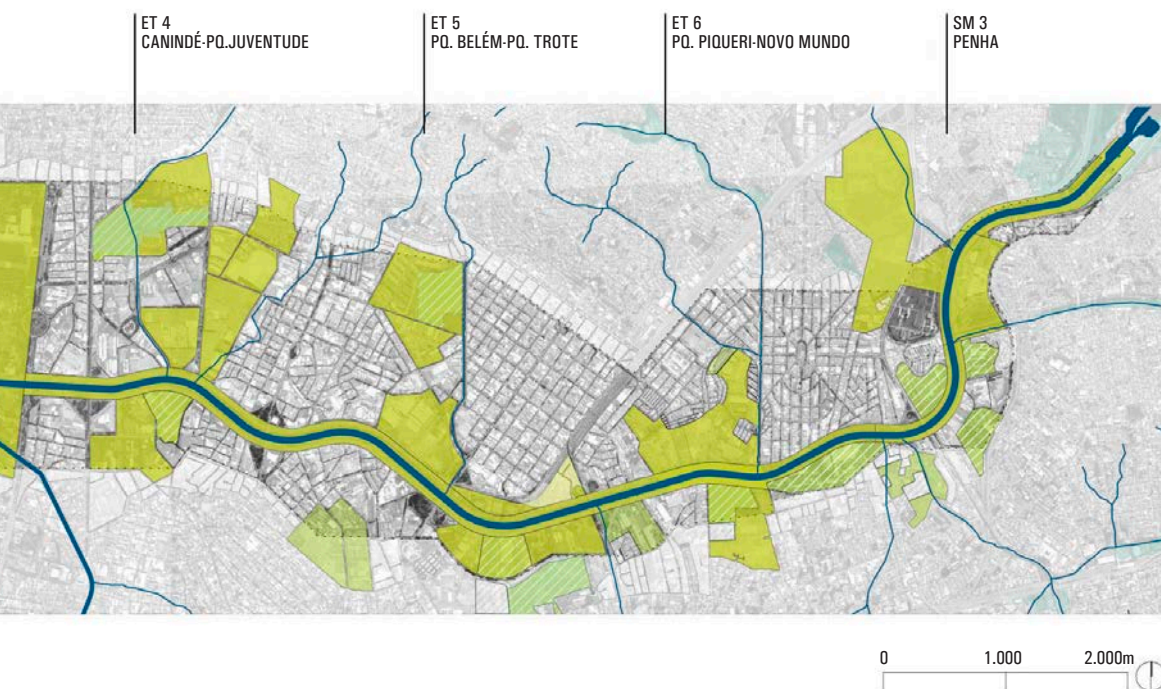 ET 4
CANINDÉ-PQ.JUVENTUDE
ET 5
PQ. BELÉM-PQ. TROTE
ET 6
PQ. PIQUERI-NOVO MUNDO
SM 3
PENHA
0 1.000 2.000m